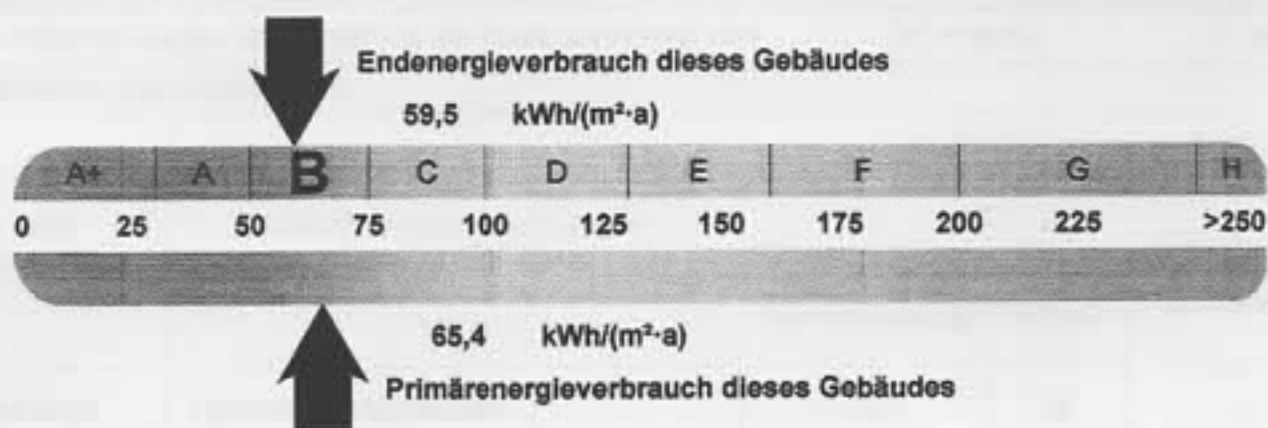 Endenergieverbrauch dieses Gebäudes
59,5 kWh/(m²·a)
A+ A B C D E F G H
0 25 50 75 100 125 150 175 200 225 >250
65,4 kWh/(m²·a)
Primärenergieverbrauch dieses Gebäudes